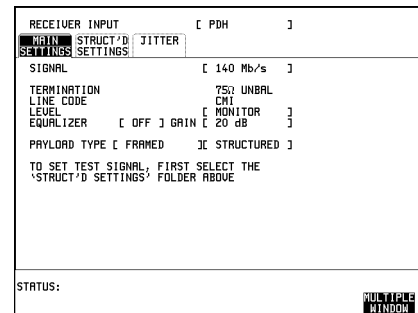 RECEIVER INPUT [ PDH ]
MAIN SETTINGS STRUCT'D SETTINGS JITTER
SIGNAL [ 140 Mb/s ]
TERMINATION 75Ω UNBAL
LINE CODE CMI
LEVEL [ MONITOR ]
EQUALIZER [ OFF ] GAIN [ 20 dB ]
PAYLOAD TYPE [ FRAMED ][ STRUCTURED ]
TO SET TEST SIGNAL, FIRST SELECT THE
'STRUCT'D SETTINGS' FOLDER ABOVE
STATUS:
MULTIPLE
WINDOW